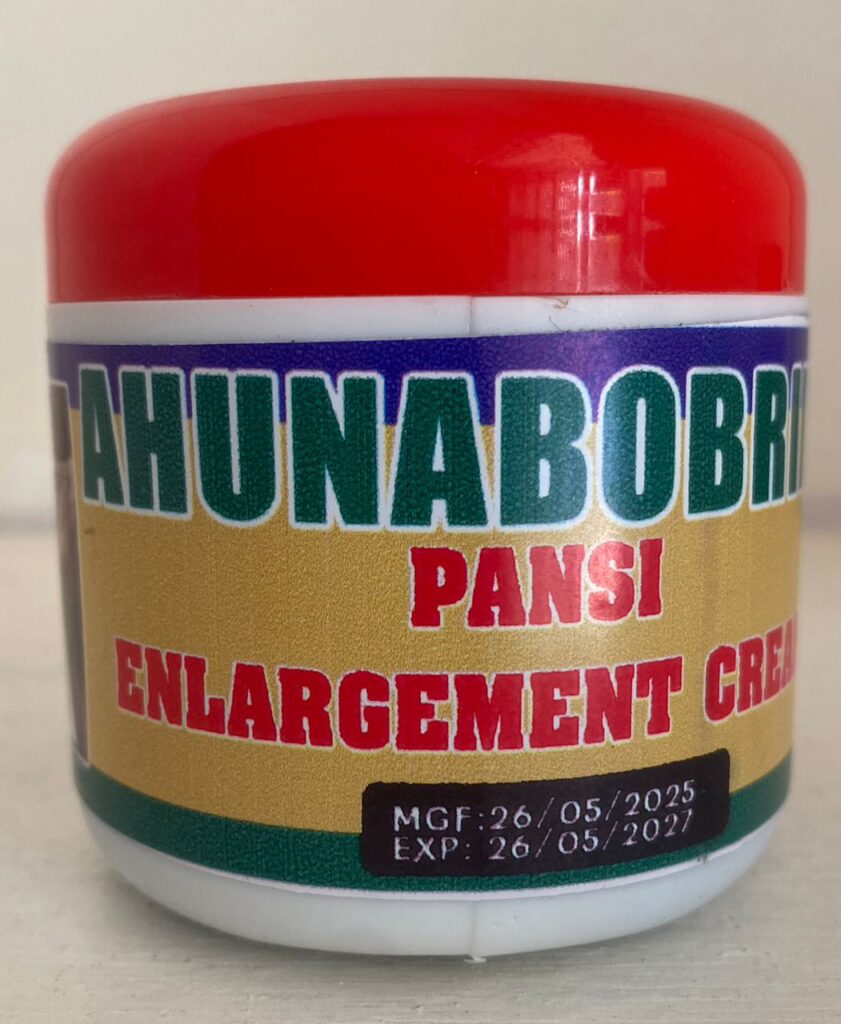 AHUNABOBRI
PANSI
ENLARGEMENT CREA
MGF:26/05/2025
EXP: 26/05/2027